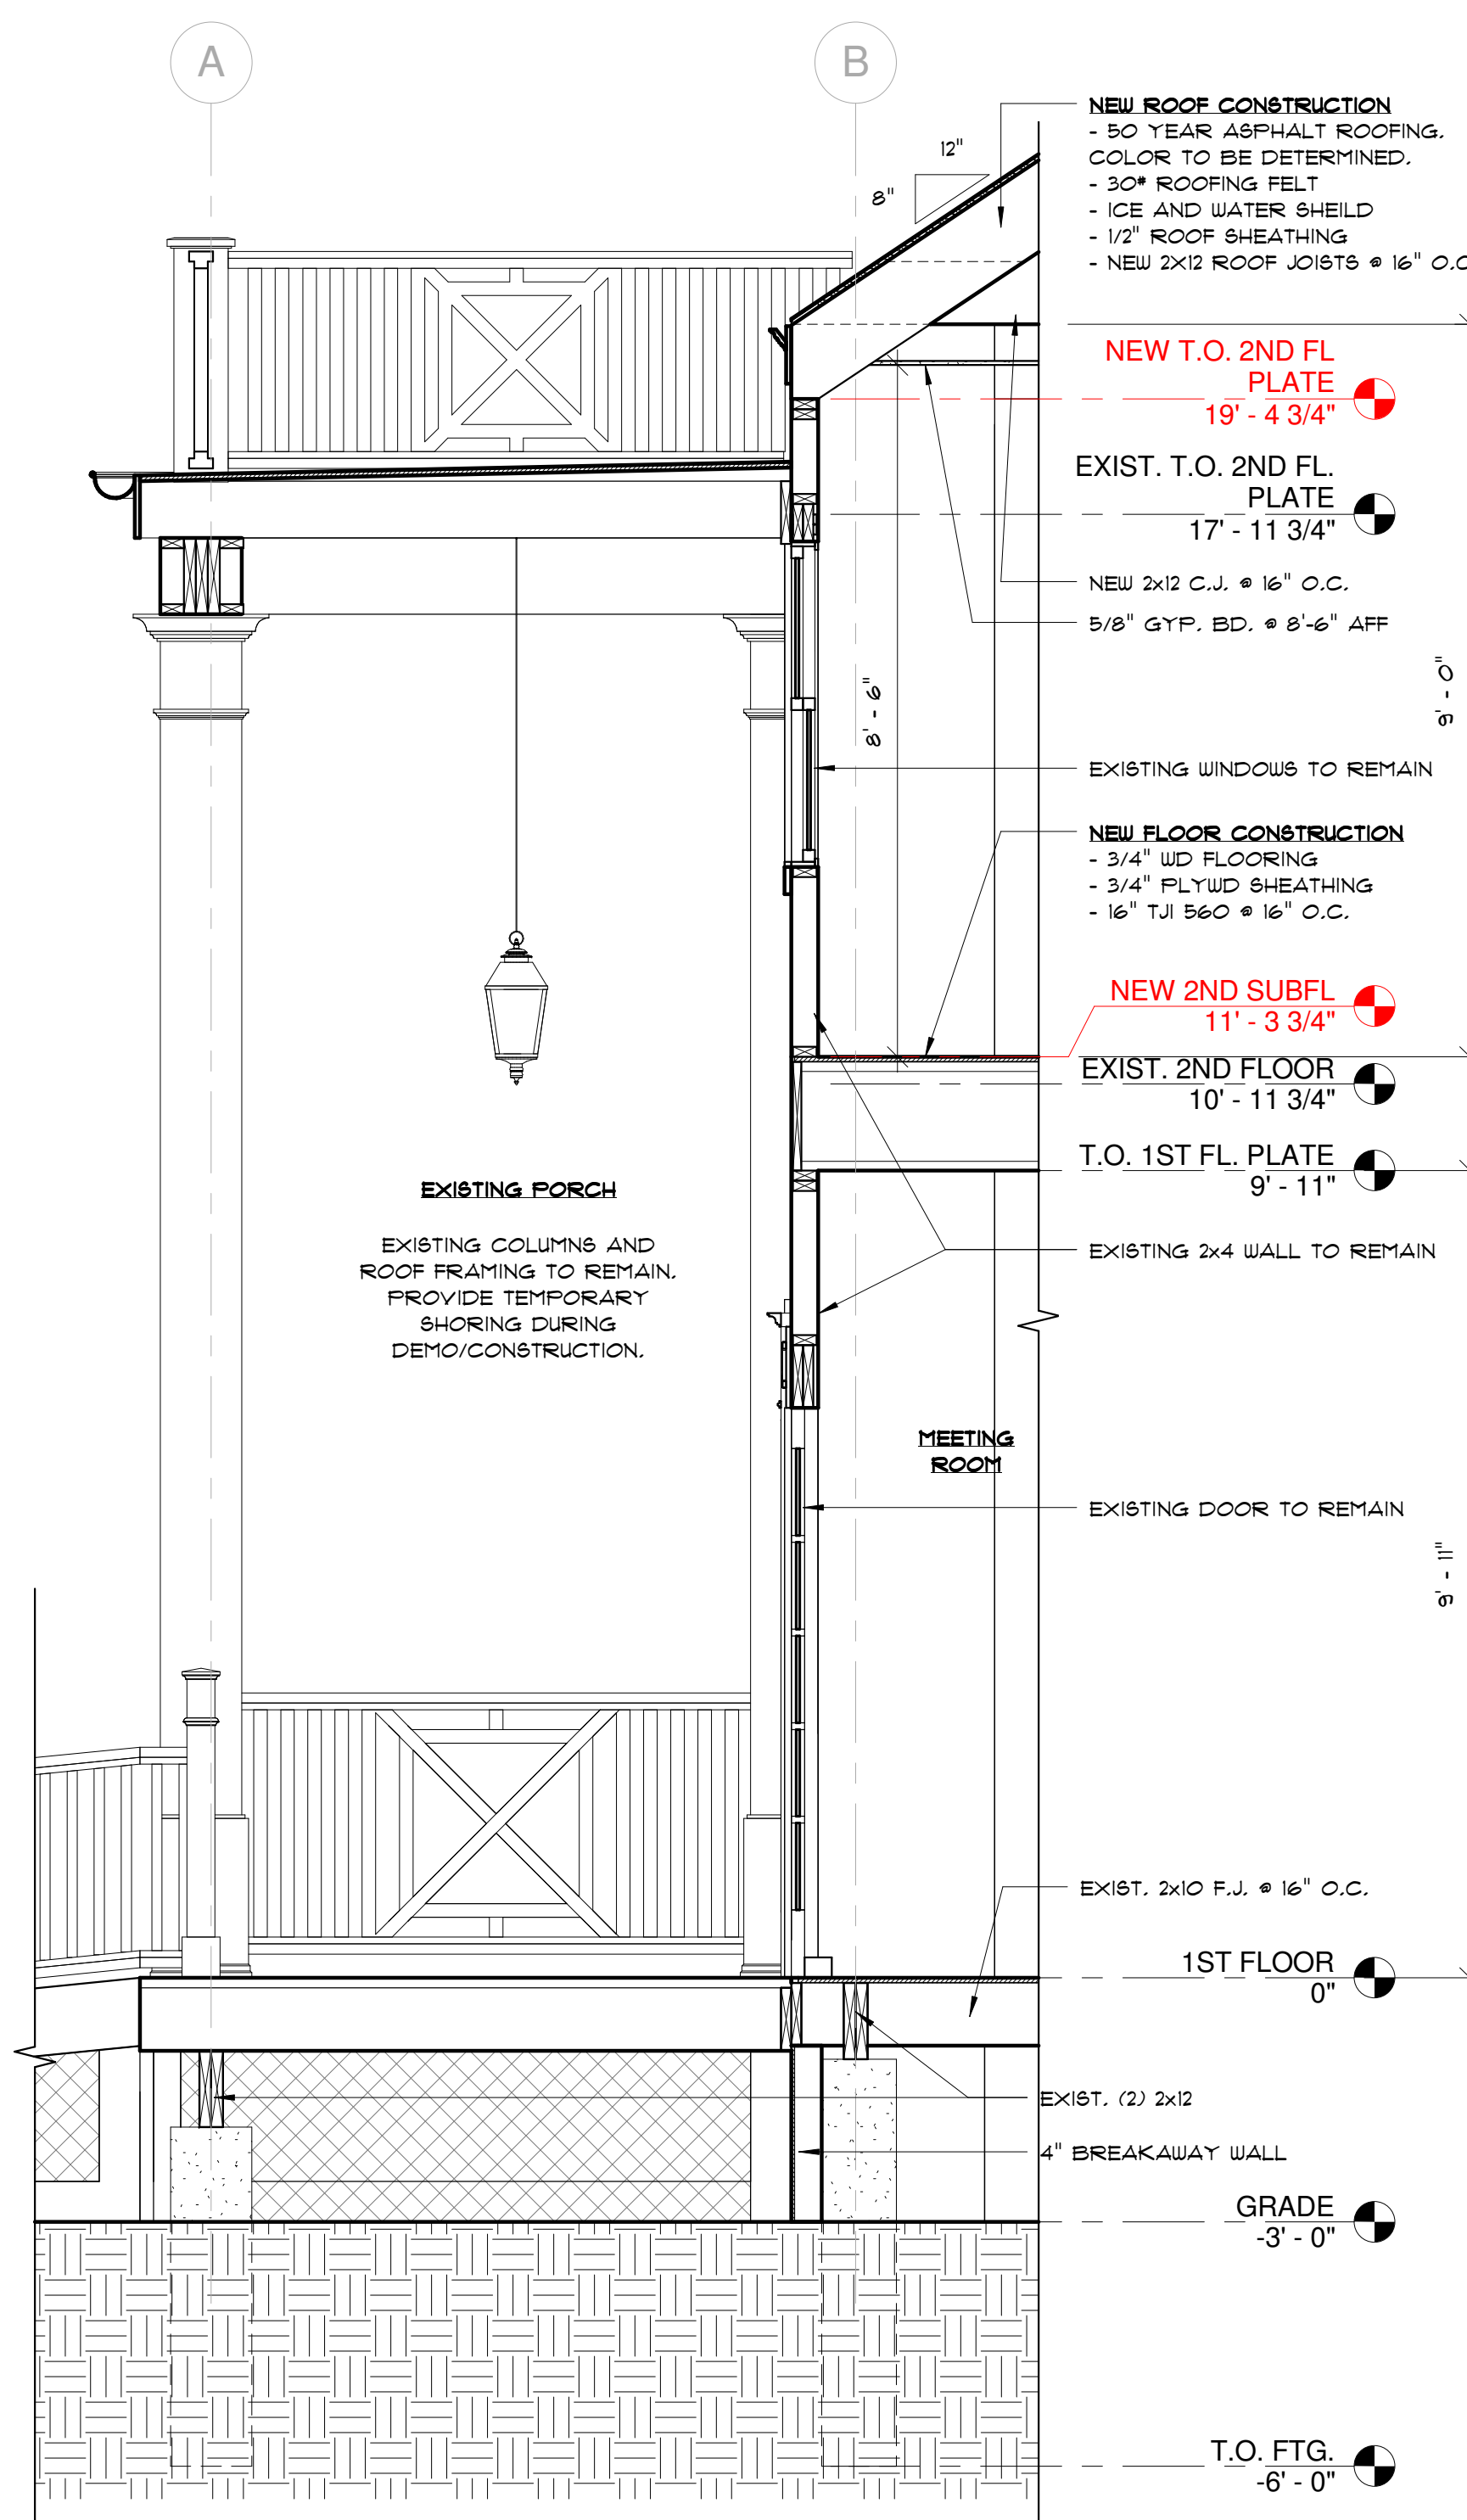 A
B
12"
8"
NEW ROOF CONSTRUCTION
- 50 YEAR ASPHALT ROOFING.
COLOR TO BE DETERMINED.
- 30# ROOFING FELT
- ICE AND WATER SHEILD
- 1/2" ROOF SHEATHING
- NEW 2X12 ROOF JOISTS @ 16" O.C
NEW T.O. 2ND FL
PLATE
19' - 4 3/4"
EXIST. T.O. 2ND FL.
PLATE
17' - 11 3/4"
NEW 2x12 C.J. @ 16" O.C.
5/8" GYP. BD. @ 8'-6" AFF
8' - 6"
9' - 0"
EXISTING WINDOWS TO REMAIN
NEW FLOOR CONSTRUCTION
- 3/4" WD FLOORING
- 3/4" PLYWD SHEATHING
- 16" TJI 560 @ 16" O.C.
NEW 2ND SUBFL
11' - 3 3/4"
EXIST. 2ND FLOOR
10' - 11 3/4"
T.O. 1ST FL. PLATE
9' - 11"
EXISTING PORCH
EXISTING COLUMNS AND
ROOF FRAMING TO REMAIN.
PROVIDE TEMPORARY
SHORING DURING
DEMO/CONSTRUCTION.
EXISTING 2x4 WALL TO REMAIN
MEETING
ROOM
EXISTING DOOR TO REMAIN
9' - 11"
EXIST. 2x10 F.J. @ 16" O.C.
1ST FLOOR
0"
EXIST. (2) 2x12
4" BREAKAWAY WALL
GRADE
-3' - 0"
T.O. FTG.
-6' - 0"